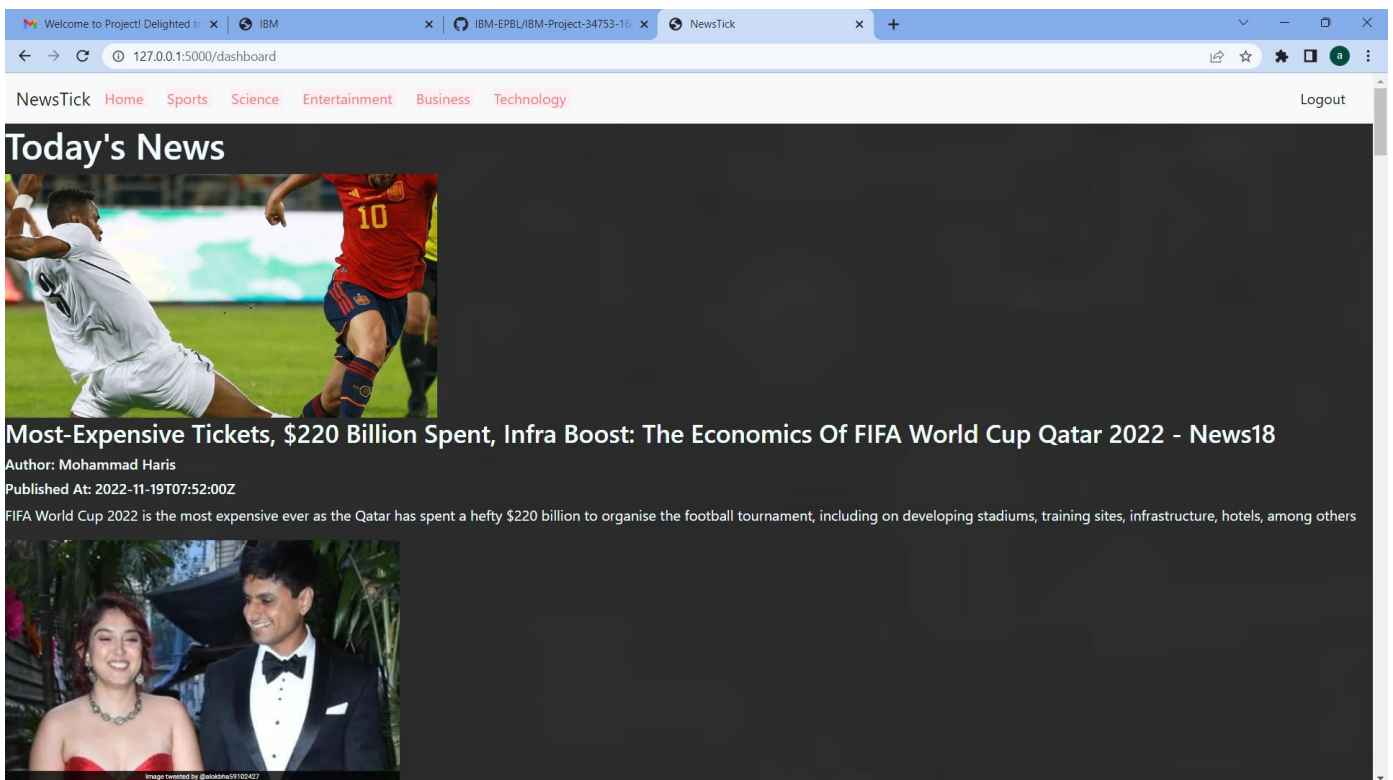 Welcome to Project! Delighted to
IBM
IBM-EPBL/IBM-Project-34753-16
NewsTick
127.0.0.1:5000/dashboard
a
NewsTick Home Sports Science Entertainment Business Technology Logout
Today's News
10
9
Most-Expensive Tickets, $220 Billion Spent, Infra Boost: The Economics Of FIFA World Cup Qatar 2022 - News18
Author: Mohammad Haris
Published At: 2022-11-19T07:52:00Z
FIFA World Cup 2022 is the most expensive ever as the Qatar has spent a hefty $220 billion to organise the football tournament, including on developing stadiums, training sites, infrastructure, hotels, among others
Image tweeted by @alokbha59102427